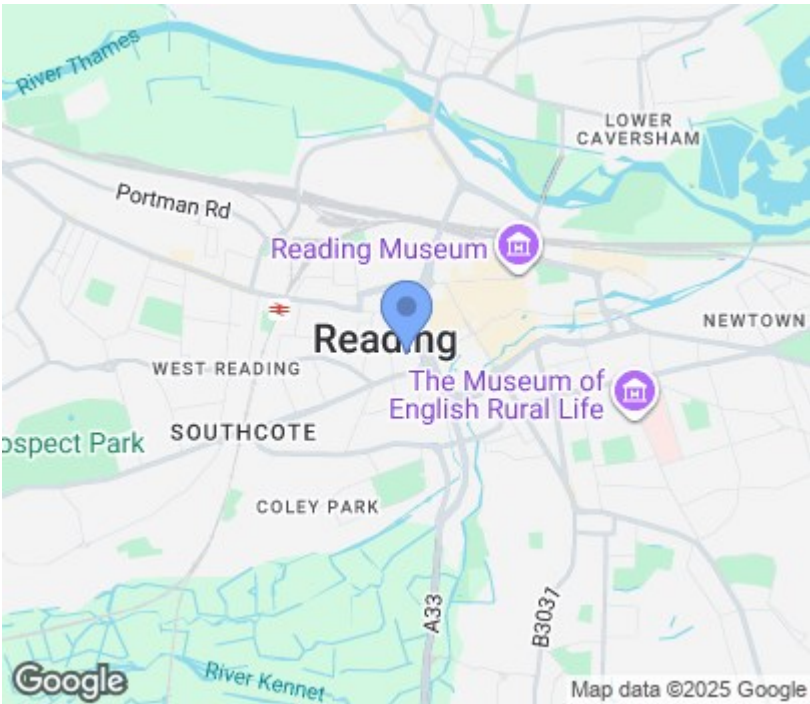 River Thames
LOWER
CAVERSHAM
Portman Rd
Reading Museum
Reading
NEWTOWN
WEST READING
The Museum of
English Rural Life
SOUTHCOTE
ospect Park
COLEY PARK
A33
B3031
River Kennet
Google
Map data ©2025 Google